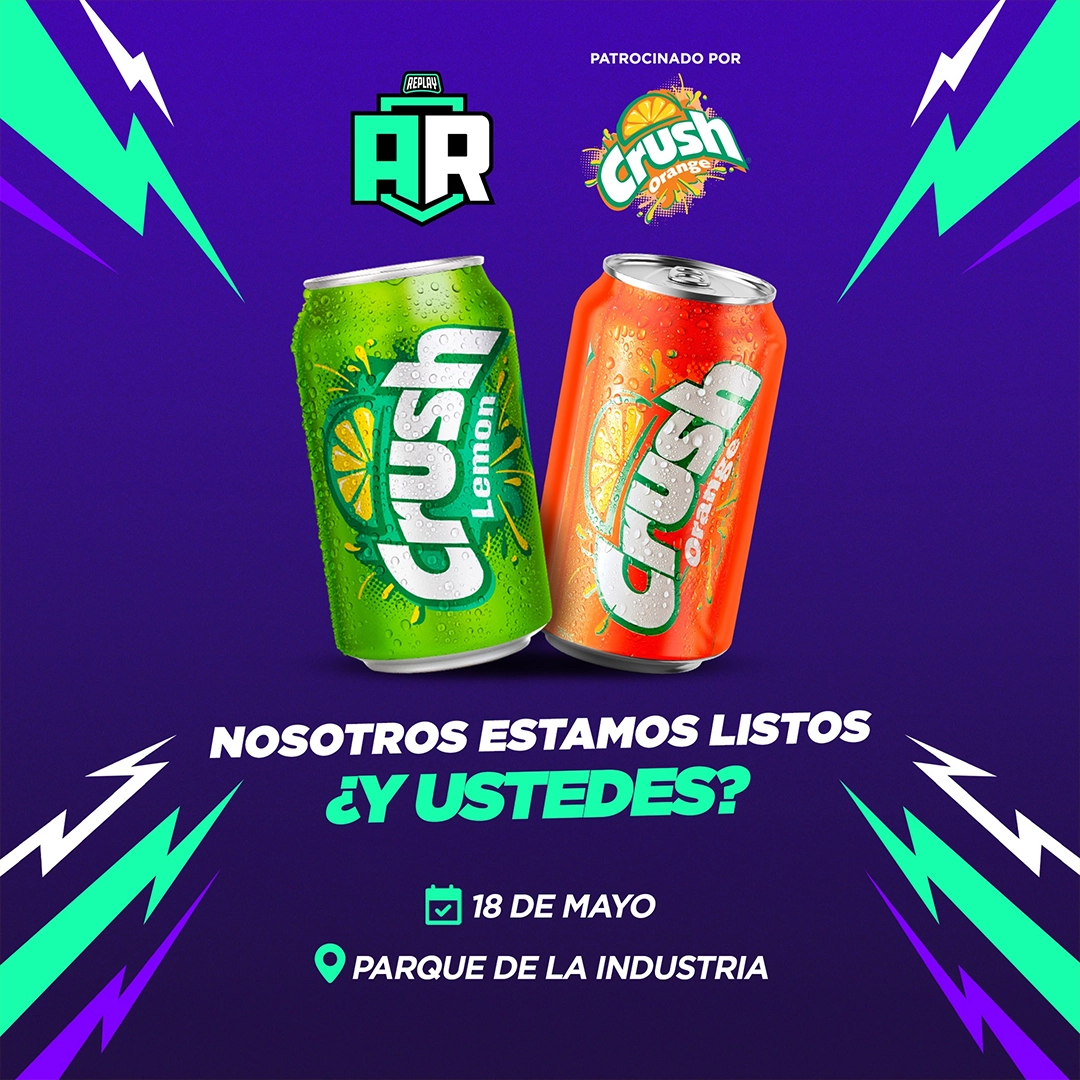 REPLAY
AR
PATROCINADO POR
Crush
Orange
Crush
Lemon
Crush
Orange
NOSOTROS ESTAMOS LISTOS
¿Y USTEDES?
18 DE MAYO
PARQUE DE LA INDUSTRIA